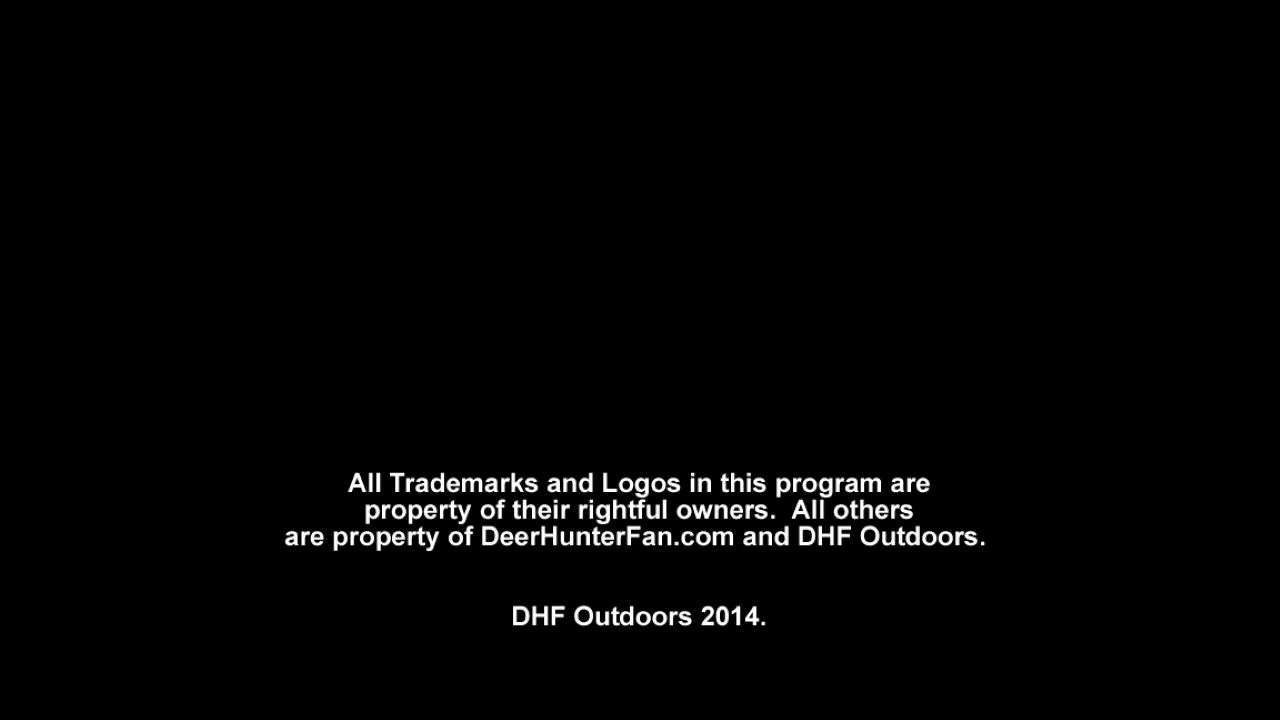 All Trademarks and Logos in this program are
property of their rightful owners.  All others
are property of DeerHunterFan.com and DHF Outdoors.
DHF Outdoors 2014.